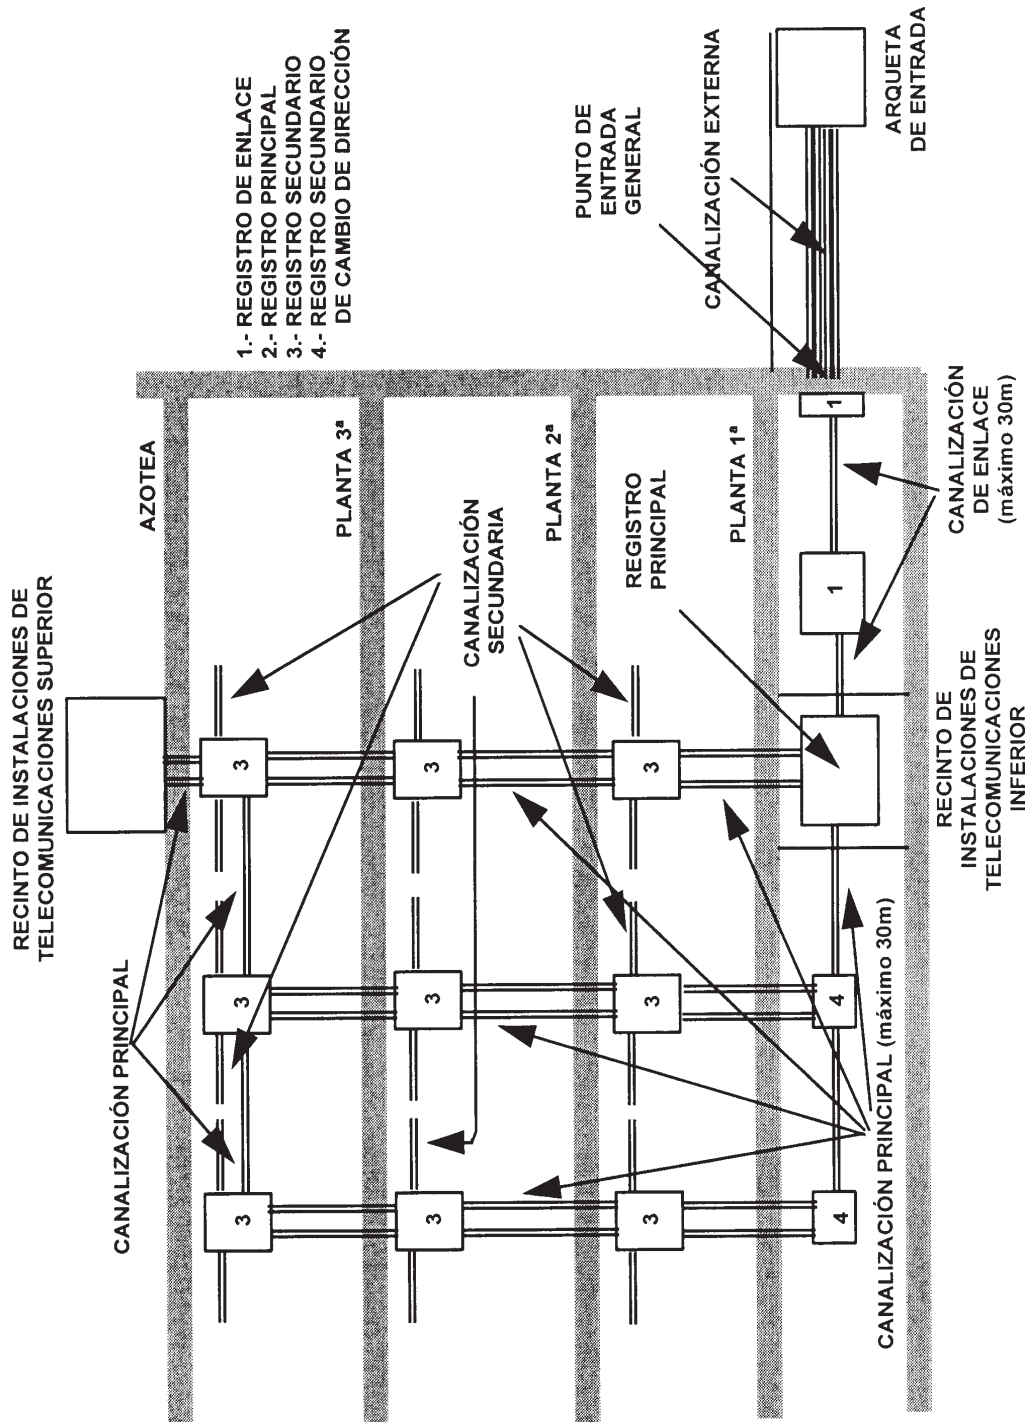 RECINTO DE INSTALACIONES DE
TELECOMUNICACIONES SUPERIOR
CANALIZACIÓN PRINCIPAL
1.- REGISTRO DE ENLACE
2.- REGISTRO PRINCIPAL
3.- REGISTRO SECUNDARIO
4.- REGISTRO SECUNDARIO
DE CAMBIO DE DIRECCIÓN
AZOTEA
3
3
3
PLANTA 3ª
CANALIZACIÓN
SECUNDARIA
3
3
3
PLANTA 2ª
PUNTO DE
ENTRADA
GENERAL
REGISTRO
PRINCIPAL
3
3
3
PLANTA 1ª
CANALIZACIÓN EXTERNA
4
4
1
1
ARQUETA
DE ENTRADA
CANALIZACIÓN PRINCIPAL (máximo 30m)
RECINTO DE
INSTALACIONES DE
TELECOMUNICACIONES
INFERIOR
CANALIZACIÓN
DE ENLACE
(máximo 30m)